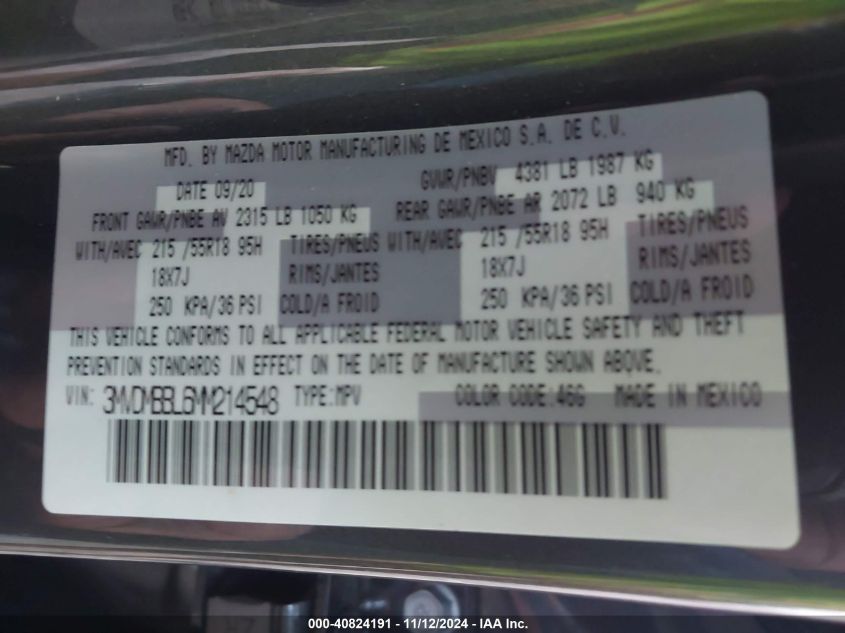 MFD. BY MAZDA MOTOR MANUFACTURING DE MEXICO S.A. DE C.V.
DATE 09/20 GVWR/PNBV 4381 LB 1987 KG
FRONT GAWR/PNBE AV 2315 LB 1050 KG REAR GAWR/PNBE AR 2072 LB 940 KG
WITH/AVEC 215 /55R18 95H TIRES/PNEUS WITH/AVEC 215 /55R18 95H TIRES/PNEUS
18X7J RIMS/JANTES 18X7J RIMS/JANTES
250 KPA/36 PSI COLD/A FROID 250 KPA/36 PSI COLD/A FROID
THIS VEHICLE CONFORMS TO ALL APPLICABLE FEDERAL MOTOR VEHICLE SAFETY AND THEFT
PREVENTION STANDARDS IN EFFECT ON THE DATE OF MANUFACTURE SHOWN ABOVE.
VIN: 3MVDMBBL6MM214548 TYPE:MPV COLOR CODE:46G MADE IN MEXICO
000-40824191 - 11/12/2024 - IAA Inc.